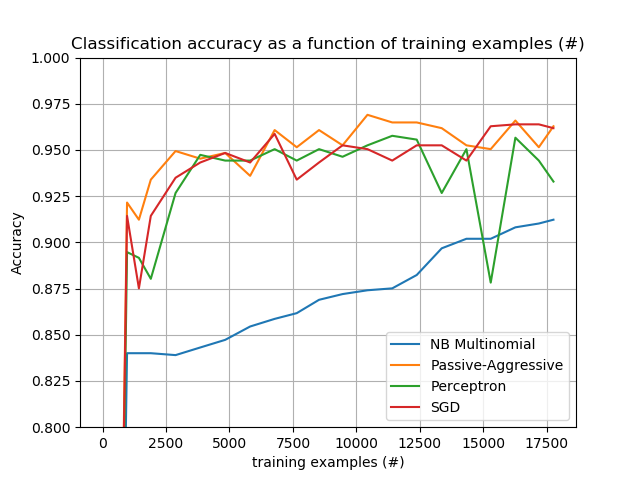 Classification accuracy as a function of training examples (#)
1.000
0.975
0.950
0.925
0.900
0.875
0.850
0.825
0.800
Accuracy
NB Multinomial
Passive-Aggressive
Perceptron
SGD
0 2500 5000 7500 10000 12500 15000 17500
training examples (#)